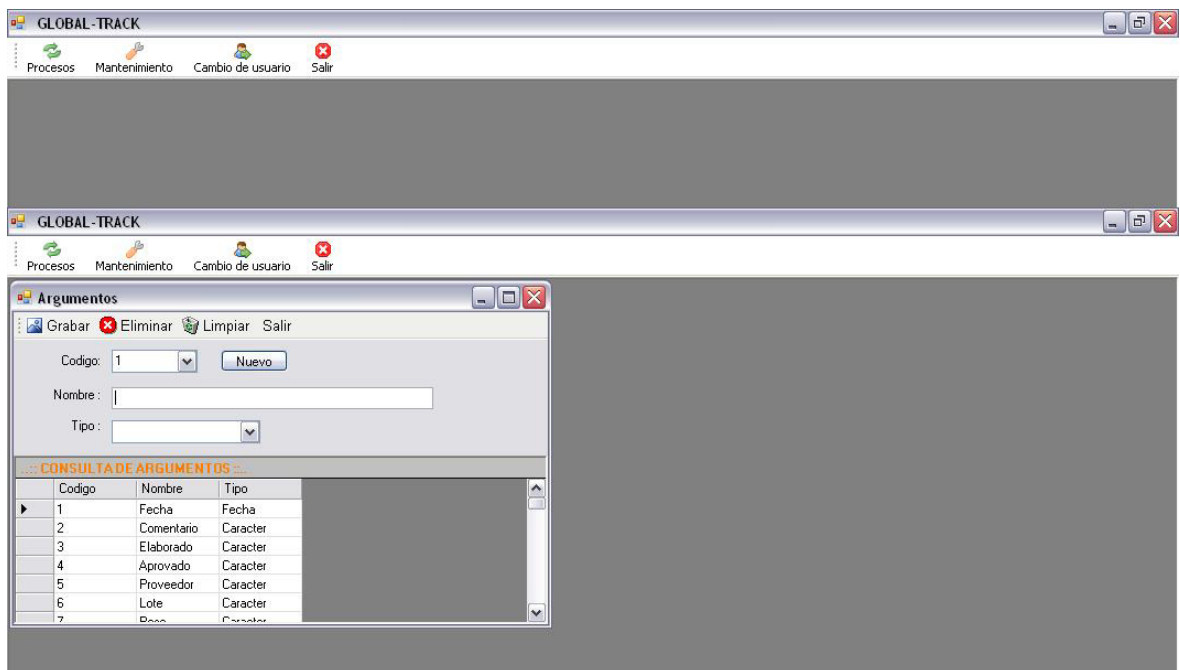 GLOBAL-TRACK
Procesos Mantenimiento Cambio de usuario Salir
GLOBAL-TRACK
Procesos Mantenimiento Cambio de usuario Salir
Argumentos
Grabar Eliminar Limpiar Salir
Codigo: 1 Nuevo
Nombre :
Tipo :
..:: CONSULTA DE ARGUMENTOS ::..
Codigo Nombre Tipo
1 Fecha Fecha
2 Comentario Caracter
3 Elaborado Caracter
4 Aprovado Caracter
5 Proveedor Caracter
6 Lote Caracter
7 Caracter